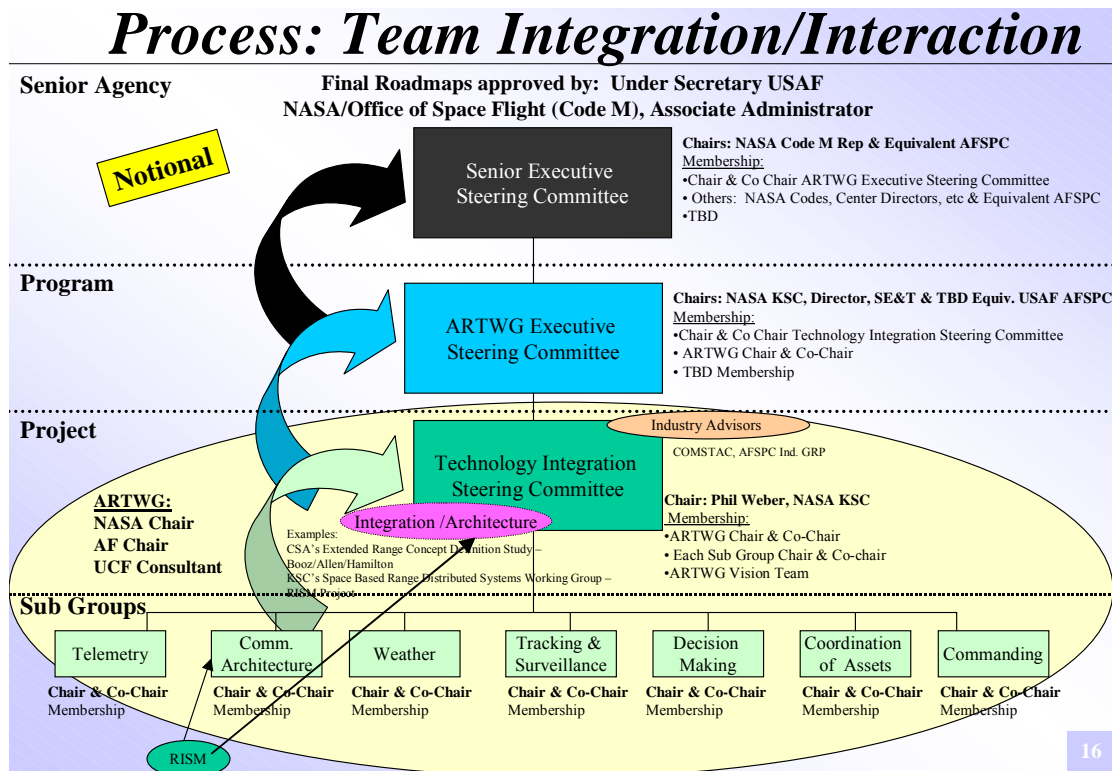 Process: Team Integration/Interaction
Senior Agency
Final Roadmaps approved by: Under Secretary USAF
NASA/Office of Space Flight (Code M), Associate Administrator
Notional
Senior Executive
Steering Committee
Chairs: NASA Code M Rep & Equivalent AFSPC
Membership:
•Chair & Co Chair ARTWG Executive Steering Committee
• Others: NASA Codes, Center Directors, etc & Equivalent AFSPC
•TBD
Program
ARTWG Executive
Steering Committee
Chairs: NASA KSC, Director, SE&T & TBD Equiv. USAF AFSPC
Membership:
•Chair & Co Chair Technology Integration Steering Committee
• ARTWG Chair & Co-Chair
• TBD Membership
Project
Industry Advisors
COMSTAC, AFSPC Ind. GRP
Technology Integration
Steering Committee
Integration /Architecture
Chair: Phil Weber, NASA KSC
Membership:
•ARTWG Chair & Co-Chair
• Each Sub Group Chair & Co-chair
•ARTWG Vision Team
ARTWG:
NASA Chair
AF Chair
UCF Consultant
Examples:
CSA's Extended Range Concept Definition Study –
Booz/Allen/Hamilton
KSC's Space Based Range Distributed Systems Working Group –
RISM Project
Sub Groups
Telemetry
Comm.
Architecture
Weather
Tracking &
Surveillance
Decision
Making
Coordination
of Assets
Commanding
Chair & Co-Chair
Membership
Chair & Co-Chair
Membership
Chair & Co-Chair
Membership
Chair & Co-Chair
Membership
Chair & Co-Chair
Membership
Chair & Co-Chair
Membership
Chair & Co-Chair
Membership
RISM
16